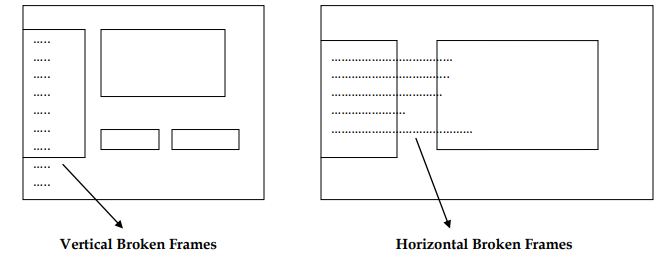 Vertical Broken Frames
Horizontal Broken Frames